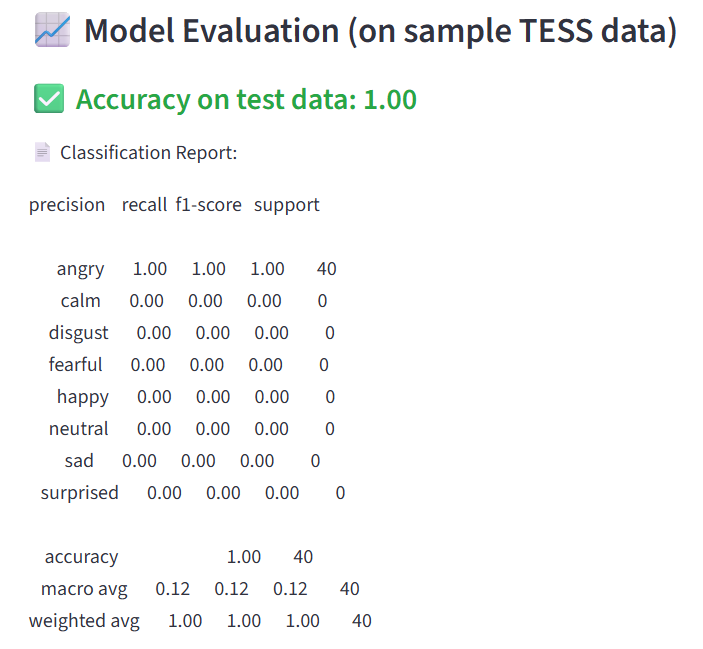 📈 Model Evaluation (on sample TESS data)
✅ Accuracy on test data: 1.00
📄 Classification Report:
precision recall f1-score support
angry 1.00 1.00 1.00 40
calm 0.00 0.00 0.00 0
disgust 0.00 0.00 0.00 0
fearful 0.00 0.00 0.00 0
happy 0.00 0.00 0.00 0
neutral 0.00 0.00 0.00 0
sad 0.00 0.00 0.00 0
surprised 0.00 0.00 0.00 0
accuracy 1.00 40
macro avg 0.12 0.12 0.12 40
weighted avg 1.00 1.00 1.00 40